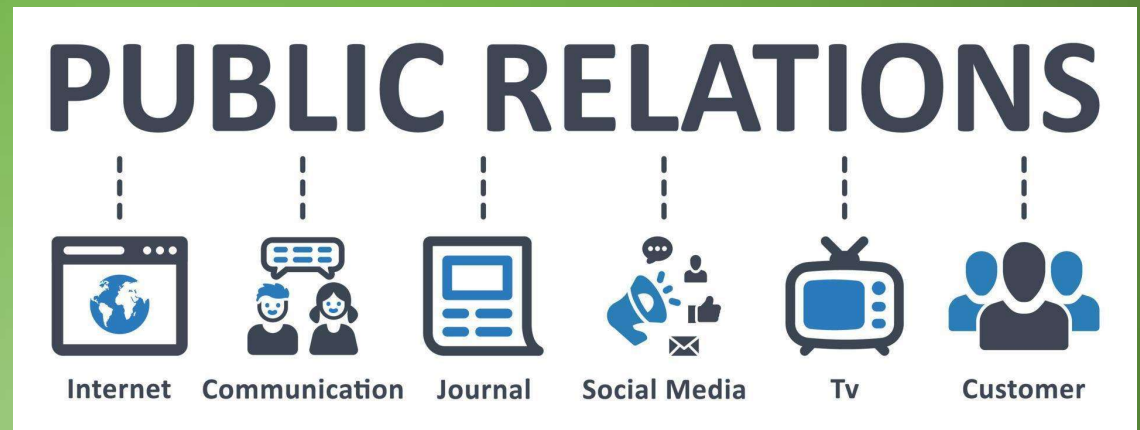 PUBLIC RELATIONS
Internet Communication Journal Social Media Tv Customer